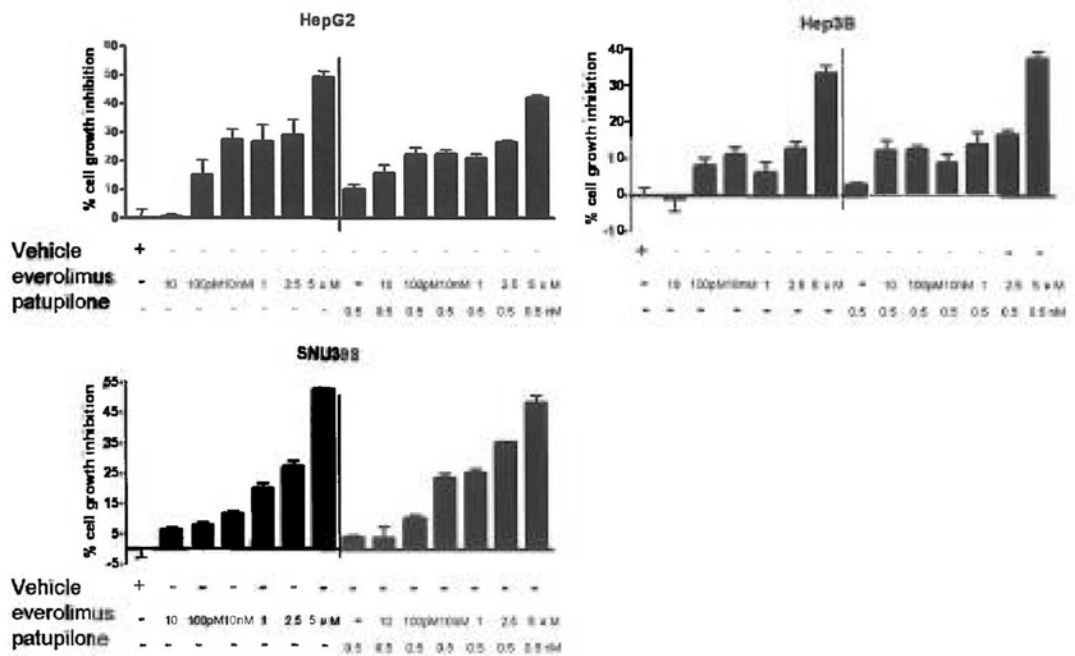 HepG2
% cell growth inhibition
60
50
40
30
20
10
0
Vehicle + - - - - - - - - - - - - -
everolimus - 10 100pM 10nM 1 2.5 5 µM - 10 100pM 10nM 1 2.5 5 µM
patupilone - - - - - - - 0.5 0.5 0.5 0.5 0.5 0.5 0.5 nM
Hep3B
% cell growth inhibition
40
30
20
10
0
-10
+ - - - - - - - - - - - - -
- 10 100pM 10nM 1 2.5 5 µM - 10 100pM 10nM 1 2.5 5 µM
- - - - - - - 0.5 0.5 0.5 0.5 0.5 0.5 0.5 nM
SNU398
% cell growth inhibition
55
45
35
25
15
5
-5
Vehicle + - - - - - - - - - - - - -
everolimus - 10 100pM 10nM 1 2.5 5 µM - 10 100pM 10nM 1 2.5 5 µM
patupilone - - - - - - - 0.5 0.5 0.5 0.5 0.5 0.5 0.5 nM